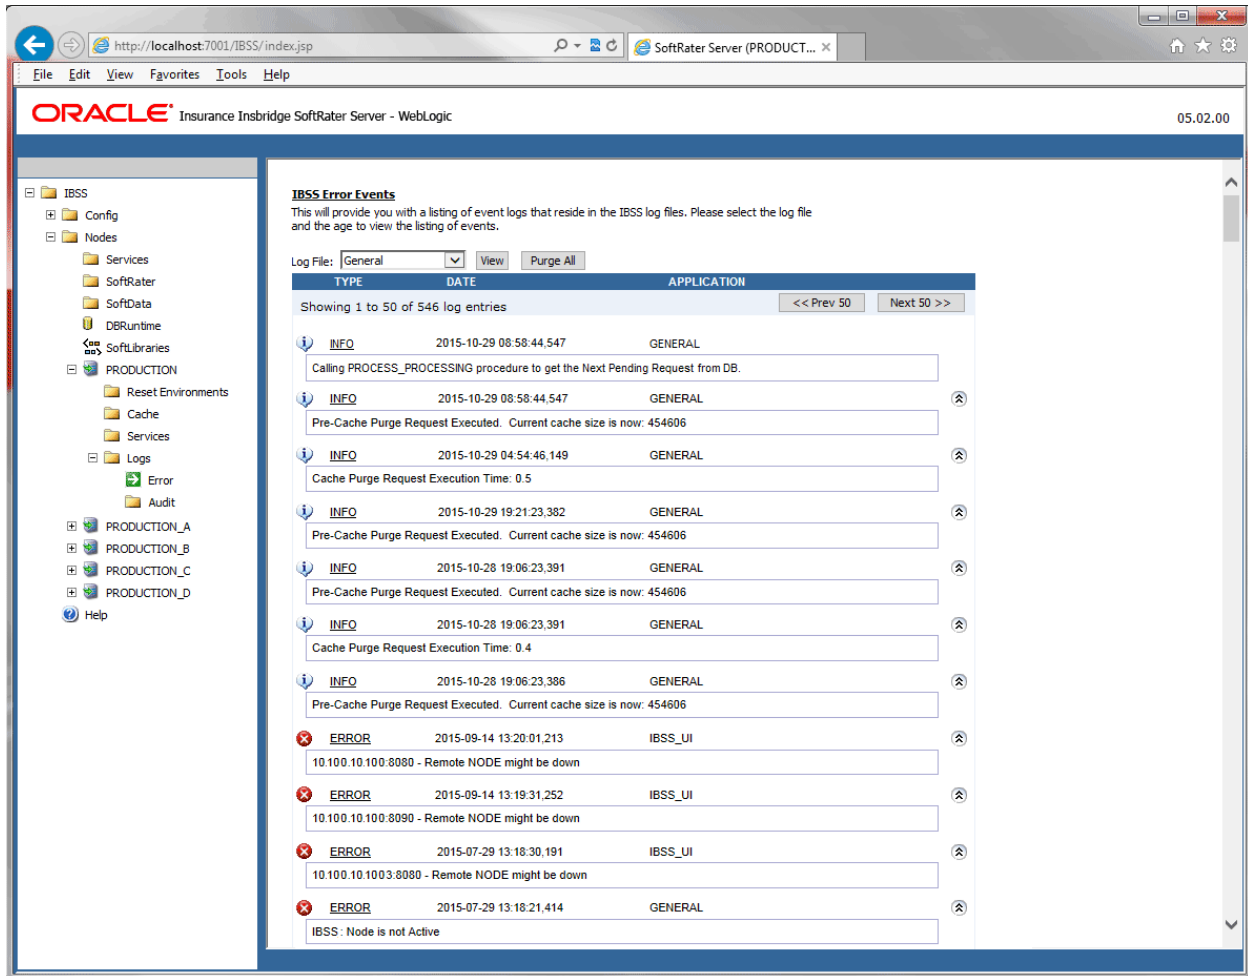 http://localhost:7001/IBSS/index.jsp
SoftRater Server (PRODUCT...
File Edit View Favorites Tools Help
ORACLE Insurance Insbridge SoftRater Server - WebLogic
05.02.00
IBSS
Config
Nodes
Services
SoftRater
SoftData
DBRuntime
SoftLibraries
PRODUCTION
Reset Environments
Cache
Services
Logs
Error
Audit
PRODUCTION_A
PRODUCTION_B
PRODUCTION_C
PRODUCTION_D
Help
IBSS Error Events
This will provide you with a listing of event logs that reside in the IBSS log files. Please select the log file
and the age to view the listing of events.
Log File: General View Purge All
TYPE DATE APPLICATION
Showing 1 to 50 of 546 log entries << Prev 50 Next 50 >>
INFO 2015-10-29 08:58:44,547 GENERAL
Calling PROCESS_PROCESSING procedure to get the Next Pending Request from DB.
INFO 2015-10-29 08:58:44,547 GENERAL
Pre-Cache Purge Request Executed. Current cache size is now: 454606
INFO 2015-10-29 04:54:46,149 GENERAL
Cache Purge Request Execution Time: 0.5
INFO 2015-10-29 19:21:23,382 GENERAL
Pre-Cache Purge Request Executed. Current cache size is now: 454606
INFO 2015-10-28 19:06:23,391 GENERAL
Pre-Cache Purge Request Executed. Current cache size is now: 454606
INFO 2015-10-28 19:06:23,391 GENERAL
Cache Purge Request Execution Time: 0.4
INFO 2015-10-28 19:06:23,386 GENERAL
Pre-Cache Purge Request Executed. Current cache size is now: 454606
ERROR 2015-09-14 13:20:01,213 IBSS_UI
10.100.10.100:8080 - Remote NODE might be down
ERROR 2015-09-14 13:19:31,252 IBSS_UI
10.100.10.100:8090 - Remote NODE might be down
ERROR 2015-07-29 13:18:30,191 IBSS_UI
10.100.10.1003:8080 - Remote NODE might be down
ERROR 2015-07-29 13:18:21,414 GENERAL
IBSS : Node is not Active